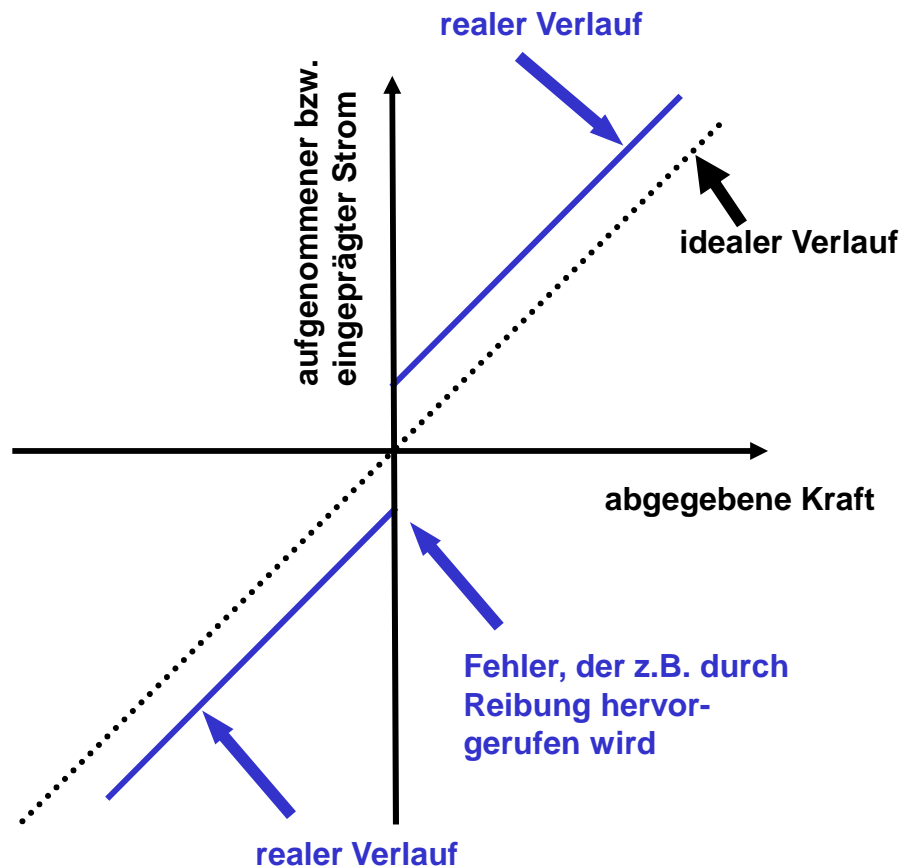 realer Verlauf
aufgenommener bzw.
eingeprägter Strom
idealer Verlauf
abgegebene Kraft
Fehler, der z.B. durch
Reibung hervor-
gerufen wird
realer Verlauf